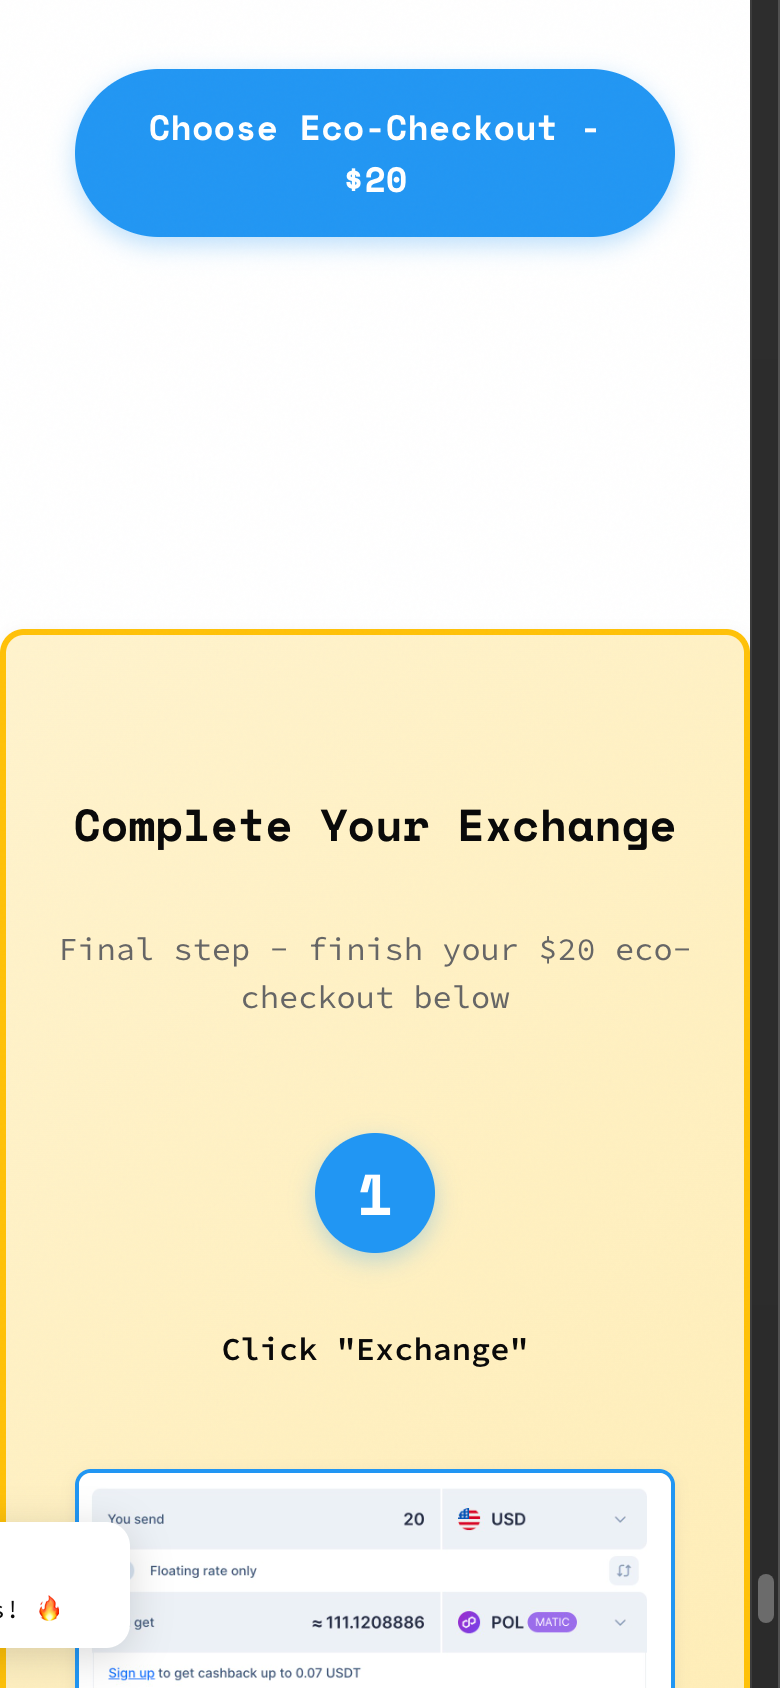 Choose Eco-Checkout -
$20
Complete Your Exchange
Final step - finish your $20 eco-
checkout below
1
Click "Exchange"
You send 20 USD
Floating rate only
s! 🔥
get ≈ 111.1208886 POL MATIC
Sign up to get cashback up to 0.07 USDT